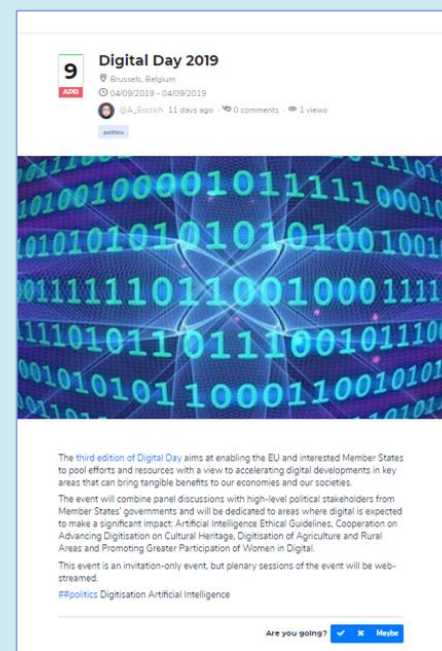 9
APR
Digital Day 2019
Brussels, Belgium
04/09/2019 - 04/09/2019
@A_Escrich 11 days ago · 0 comments · 1 views
politics
The third edition of Digital Day aims at enabling the EU and interested Member States
to pool efforts and resources with a view to accelerating digital developments in key
areas that can bring tangible benefits to our economies and our societies.
The event will combine panel discussions with high-level political stakeholders from
Member States' governments and will be dedicated to areas where digital is expected
to make a significant impact: Artificial Intelligence Ethical Guidelines, Cooperation on
Advancing Digitisation on Cultural Heritage, Digitisation of Agriculture and Rural
Areas and Promoting Greater Participation of Women in Digital.
This event is an invitation-only event, but plenary sessions of the event will be web-
streamed.
##politics Digitisation Artificial Intelligence
Are you going? Maybe